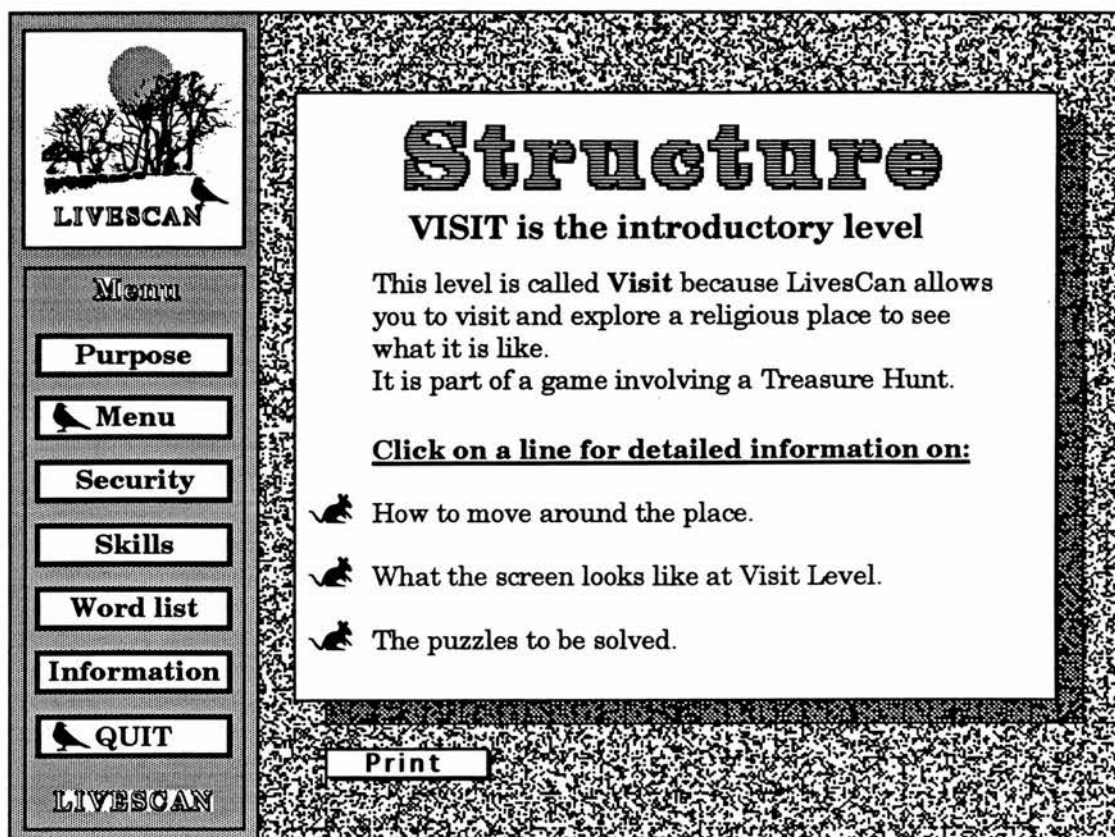 LIVESCAN
Menu
Purpose
Menu
Security
Skills
Word list
Information
QUIT
LIVESCAN
Structure
VISIT is the introductory level
This level is called Visit because LivesCan allows
you to visit and explore a religious place to see
what it is like.
It is part of a game involving a Treasure Hunt.
Click on a line for detailed information on:
How to move around the place.
What the screen looks like at Visit Level.
The puzzles to be solved.
Print